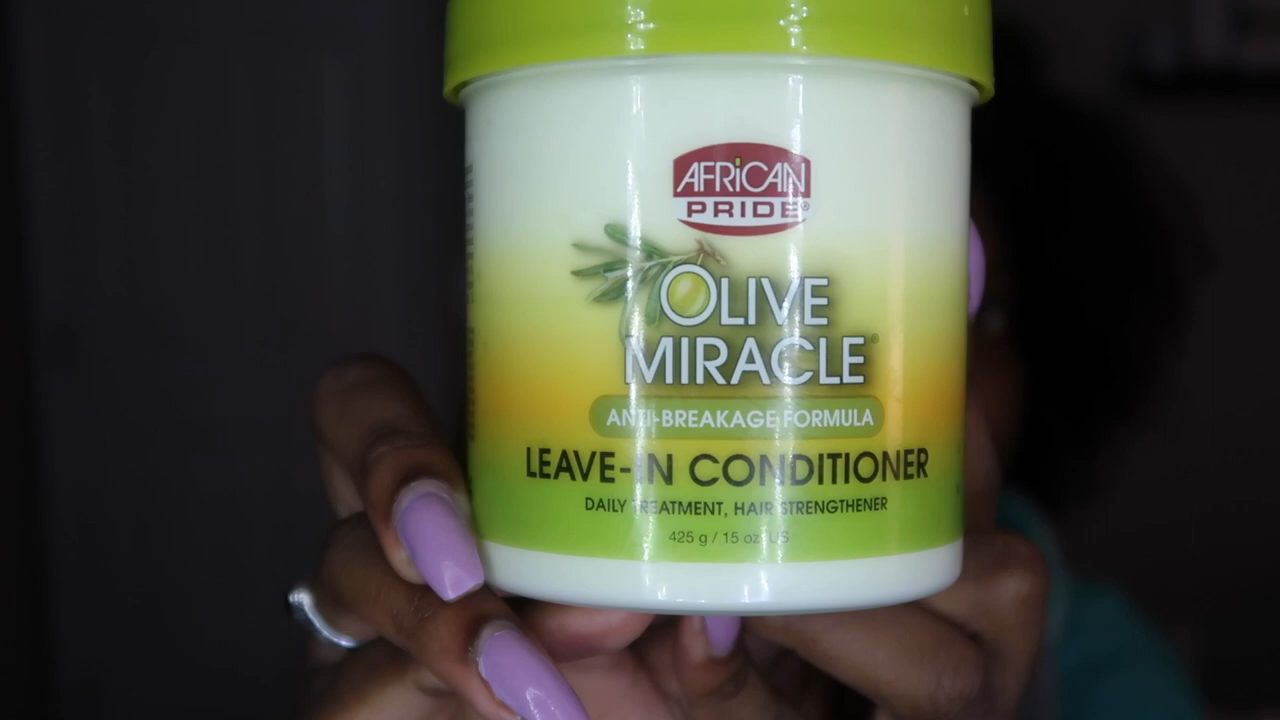 AFRICAN
PRIDE®
OLIVE
MIRACLE®
ANTI-BREAKAGE FORMULA
LEAVE-IN CONDITIONER
DAILY TREATMENT, HAIR STRENGTHENER
425 g / 15 oz US